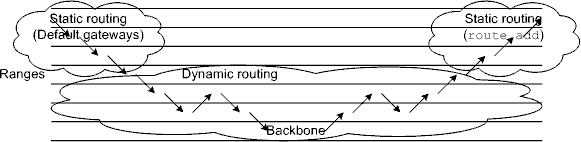 Static routing
(Default gateways)
Static routing
(route add)
Ranges
Dynamic routing
Backbone